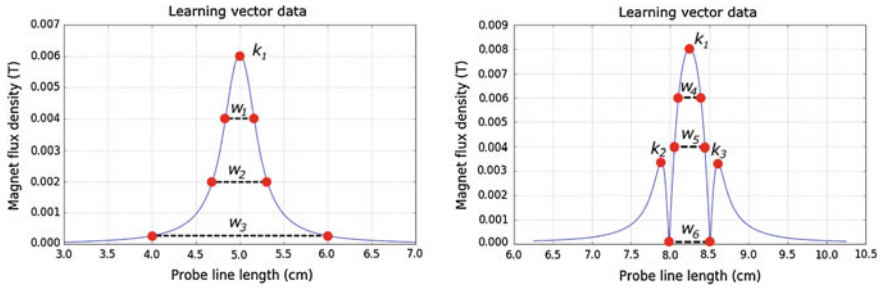 Learning vector data
Magnet flux density (T)
0.007
0.006
0.005
0.004
0.003
0.002
0.001
0.000
k1
w1
w2
w3
3.0 3.5 4.0 4.5 5.0 5.5 6.0 6.5 7.0
Probe line length (cm)
Learning vector data
Magnet flux density (T)
0.009
0.008
0.007
0.006
0.005
0.004
0.003
0.002
0.001
0.000
k1
w4
w5
k2
k3
w6
6.0 6.5 7.5 8.0 8.5 9.0 9.5 10.0 10.5
Probe line length (cm)